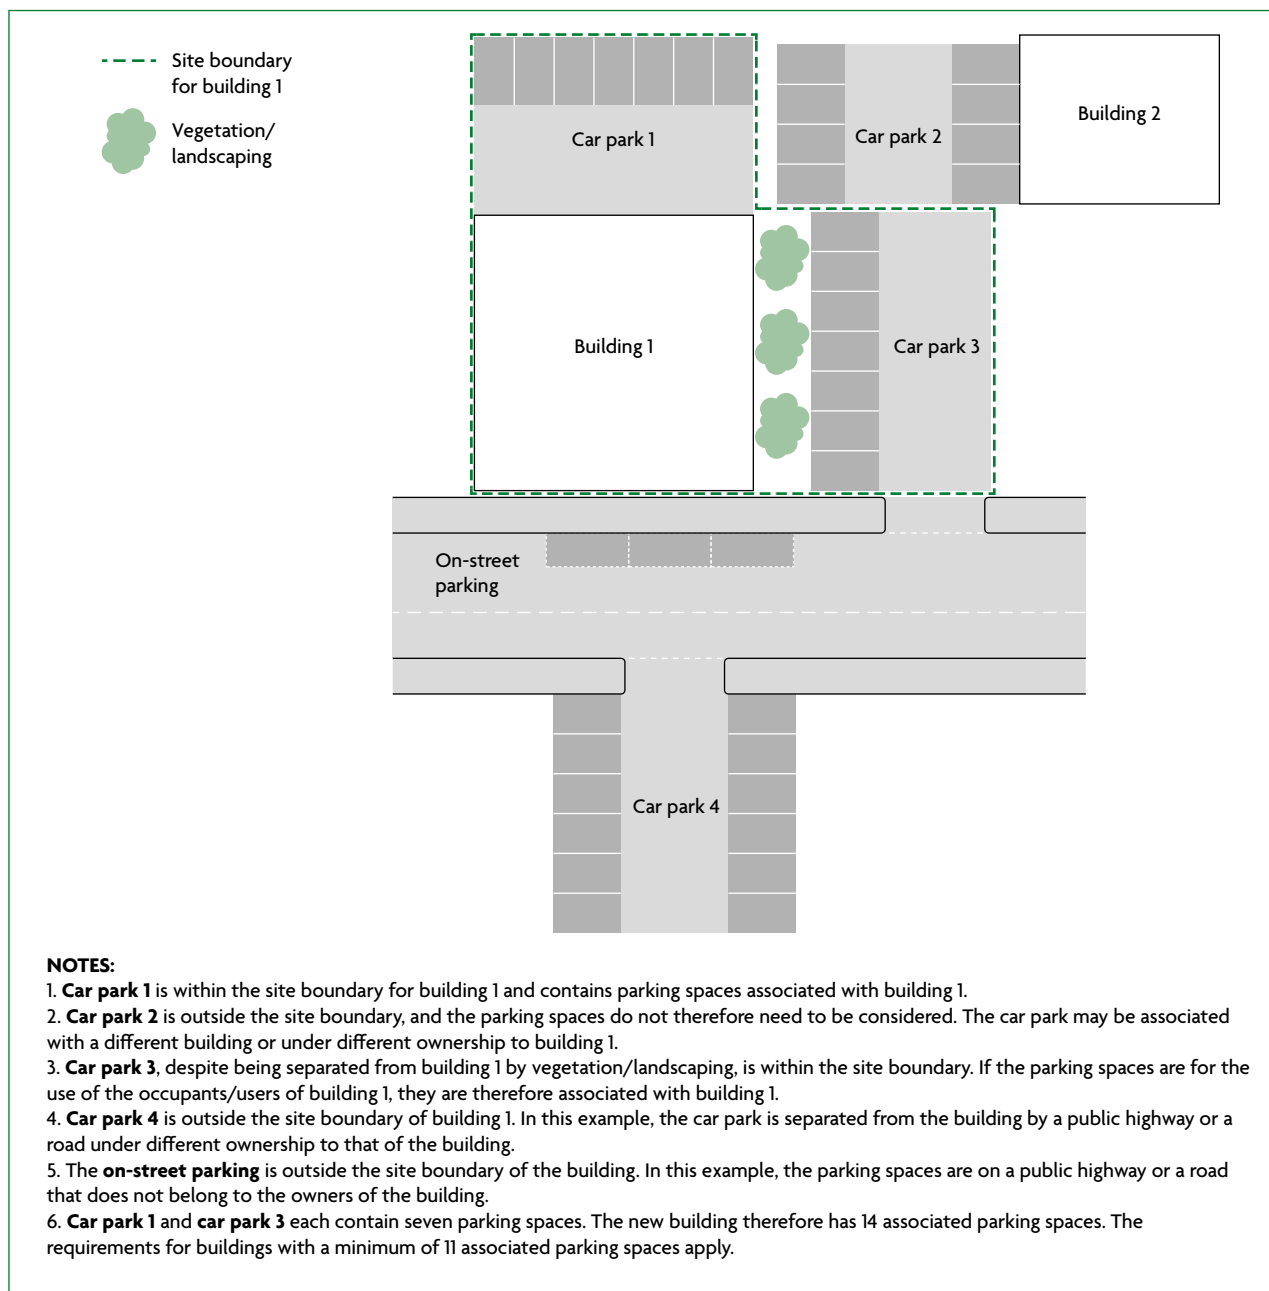 Site boundary
for building 1
Vegetation/
landscaping
Car park 1
Car park 2
Building 2
Building 1
Car park 3
On-street
parking
Car park 4
NOTES:
1. Car park 1 is within the site boundary for building 1 and contains parking spaces associated with building 1.
2. Car park 2 is outside the site boundary, and the parking spaces do not therefore need to be considered. The car park may be associated
with a different building or under different ownership to building 1.
3. Car park 3, despite being separated from building 1 by vegetation/landscaping, is within the site boundary. If the parking spaces are for the
use of the occupants/users of building 1, they are therefore associated with building 1.
4. Car park 4 is outside the site boundary of building 1. In this example, the car park is separated from the building by a public highway or a
road under different ownership to that of the building.
5. The on-street parking is outside the site boundary of the building. In this example, the parking spaces are on a public highway or a road
that does not belong to the owners of the building.
6. Car park 1 and car park 3 each contain seven parking spaces. The new building therefore has 14 associated parking spaces. The
requirements for buildings with a minimum of 11 associated parking spaces apply.